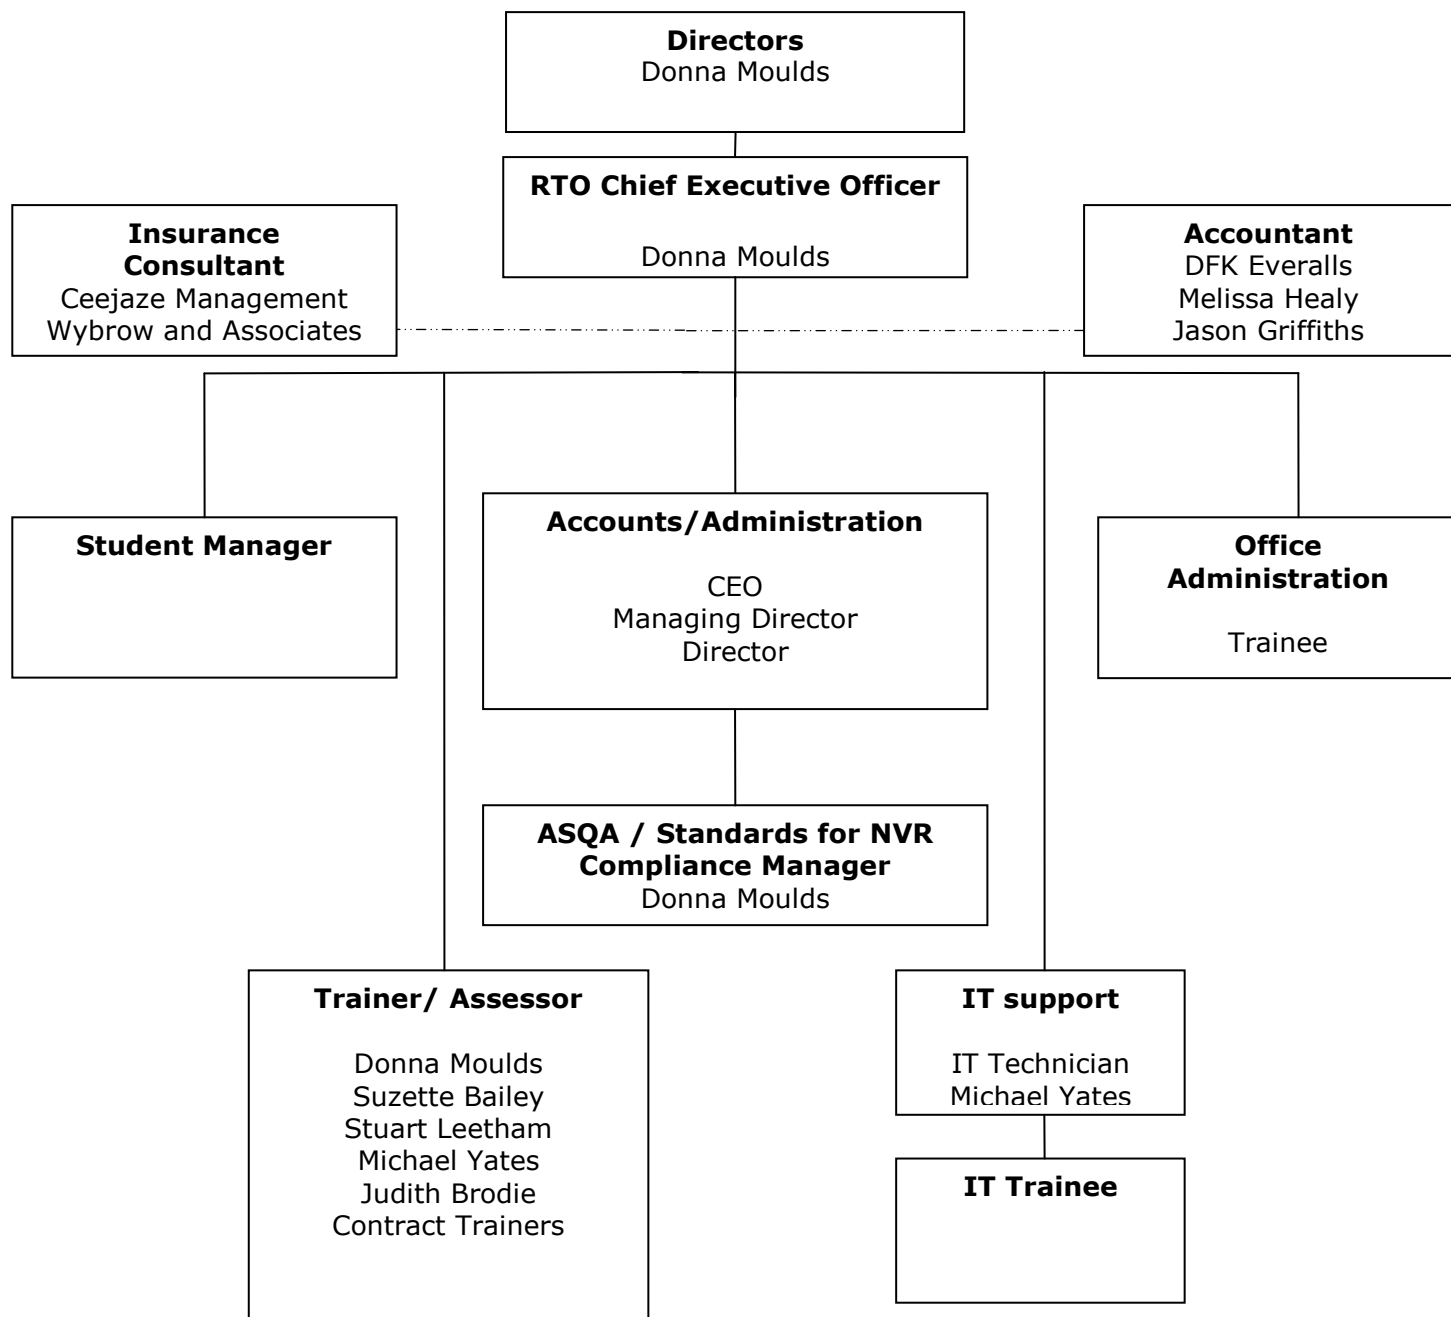 Directors
Donna Moulds
RTO Chief Executive Officer
Donna Moulds
Insurance
Consultant
Ceejaze Management
Wybrow and Associates
Accountant
DFK Everalls
Melissa Healy
Jason Griffiths
Student Manager
Accounts/Administration
CEO
Managing Director
Director
Office
Administration
Trainee
ASQA / Standards for NVR
Compliance Manager
Donna Moulds
Trainer/ Assessor
Donna Moulds
Suzette Bailey
Stuart Leetham
Michael Yates
Judith Brodie
Contract Trainers
IT support
IT Technician
Michael Yates
IT Trainee